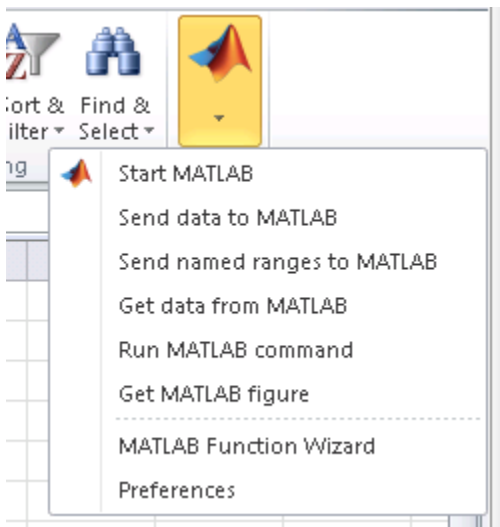 Sort & Find &
ilter Select
ng
Start MATLAB
Send data to MATLAB
Send named ranges to MATLAB
Get data from MATLAB
Run MATLAB command
Get MATLAB figure
MATLAB Function Wizard
Preferences